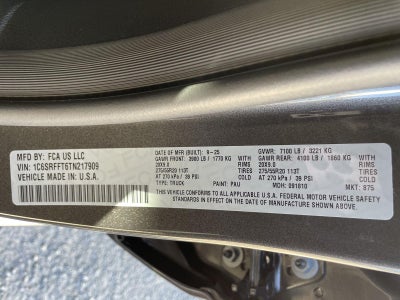 MFD BY: FCA US LLC
VIN: 1C6SRFFT6TN217909
VEHICLE MADE IN U.S.A.
DATE OF MFR (BUILT): 9-25 GVWR: 7100 LB / 3221 KG
GAWR FRONT: 3900 LB / 1770 KG GAWR REAR: 4100 LB / 1860 KG
20X9.0 RIMS 20X9.0 RIMS
275/55R20 113T TIRES 275/55R20 113T TIRES
AT 270 kPa / 39 PSI COLD AT 270 kPa / 39 PSI COLD
TYPE: TRUCK PAINT: PAU MDH: 091810 MKT: 875
THIS VEHICLE CONFORMS TO ALL APPLICABLE U.S.A. FEDERAL MOTOR VEHICLE SAFETY
STANDARDS IN EFFECT ON THE DATE OF MANUFACTURE SHOWN ABOVE.